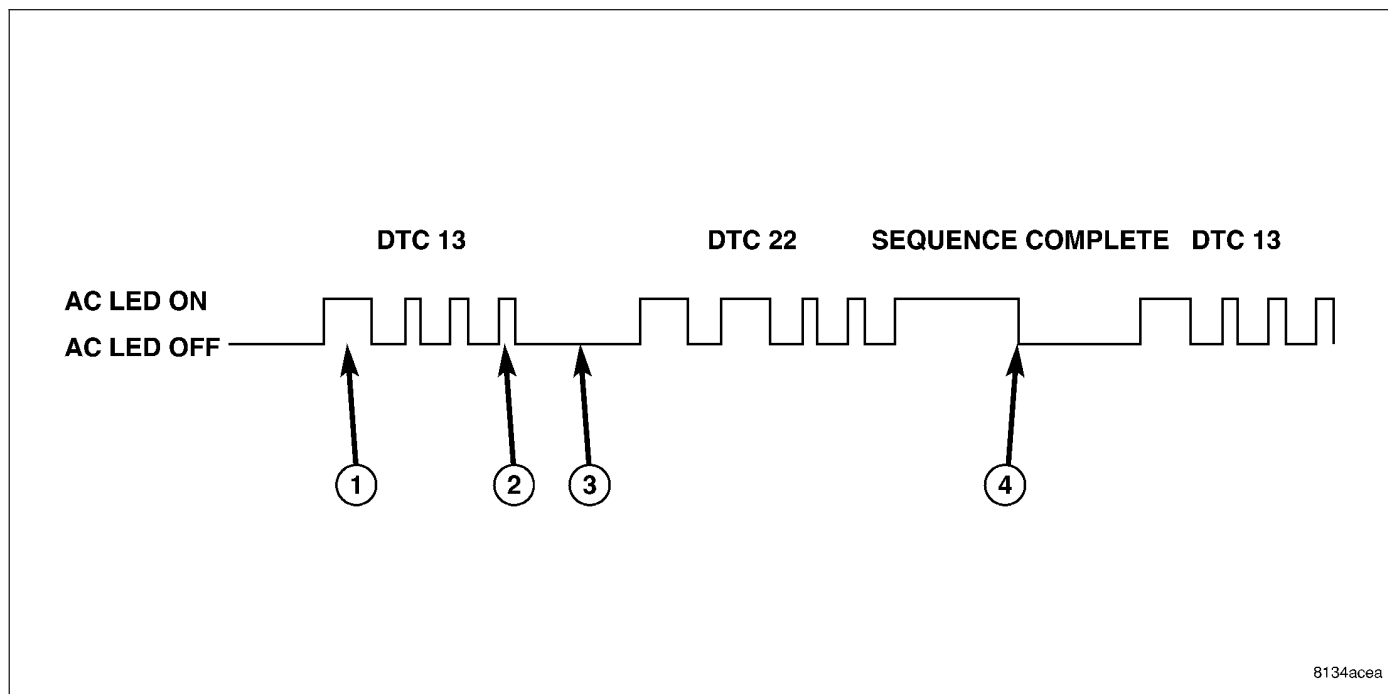 DTC 13 DTC 22 SEQUENCE COMPLETE DTC 13
AC LED ON
AC LED OFF
1 2 3 4
8134acea